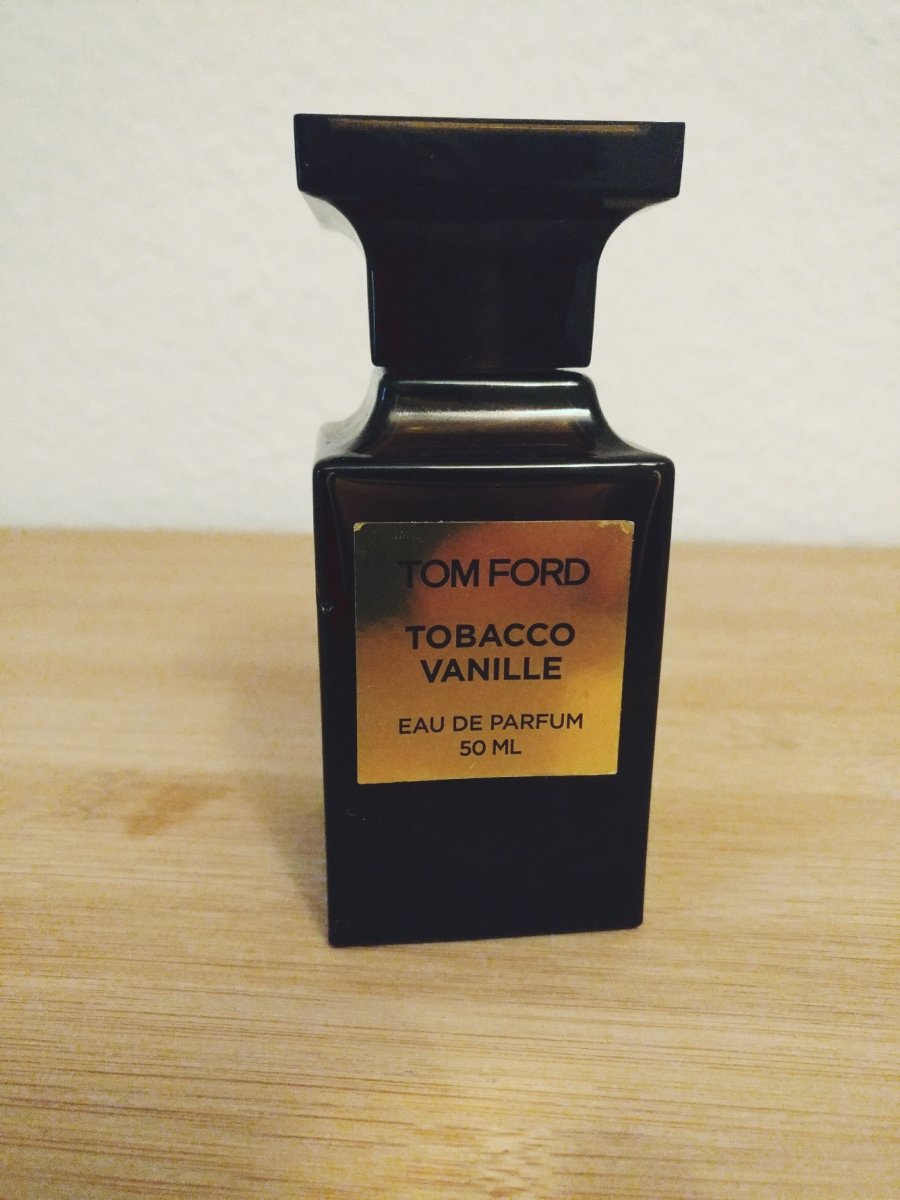 TOM FORD
TOBACCO
VANILLE
EAU DE PARFUM
50 ML